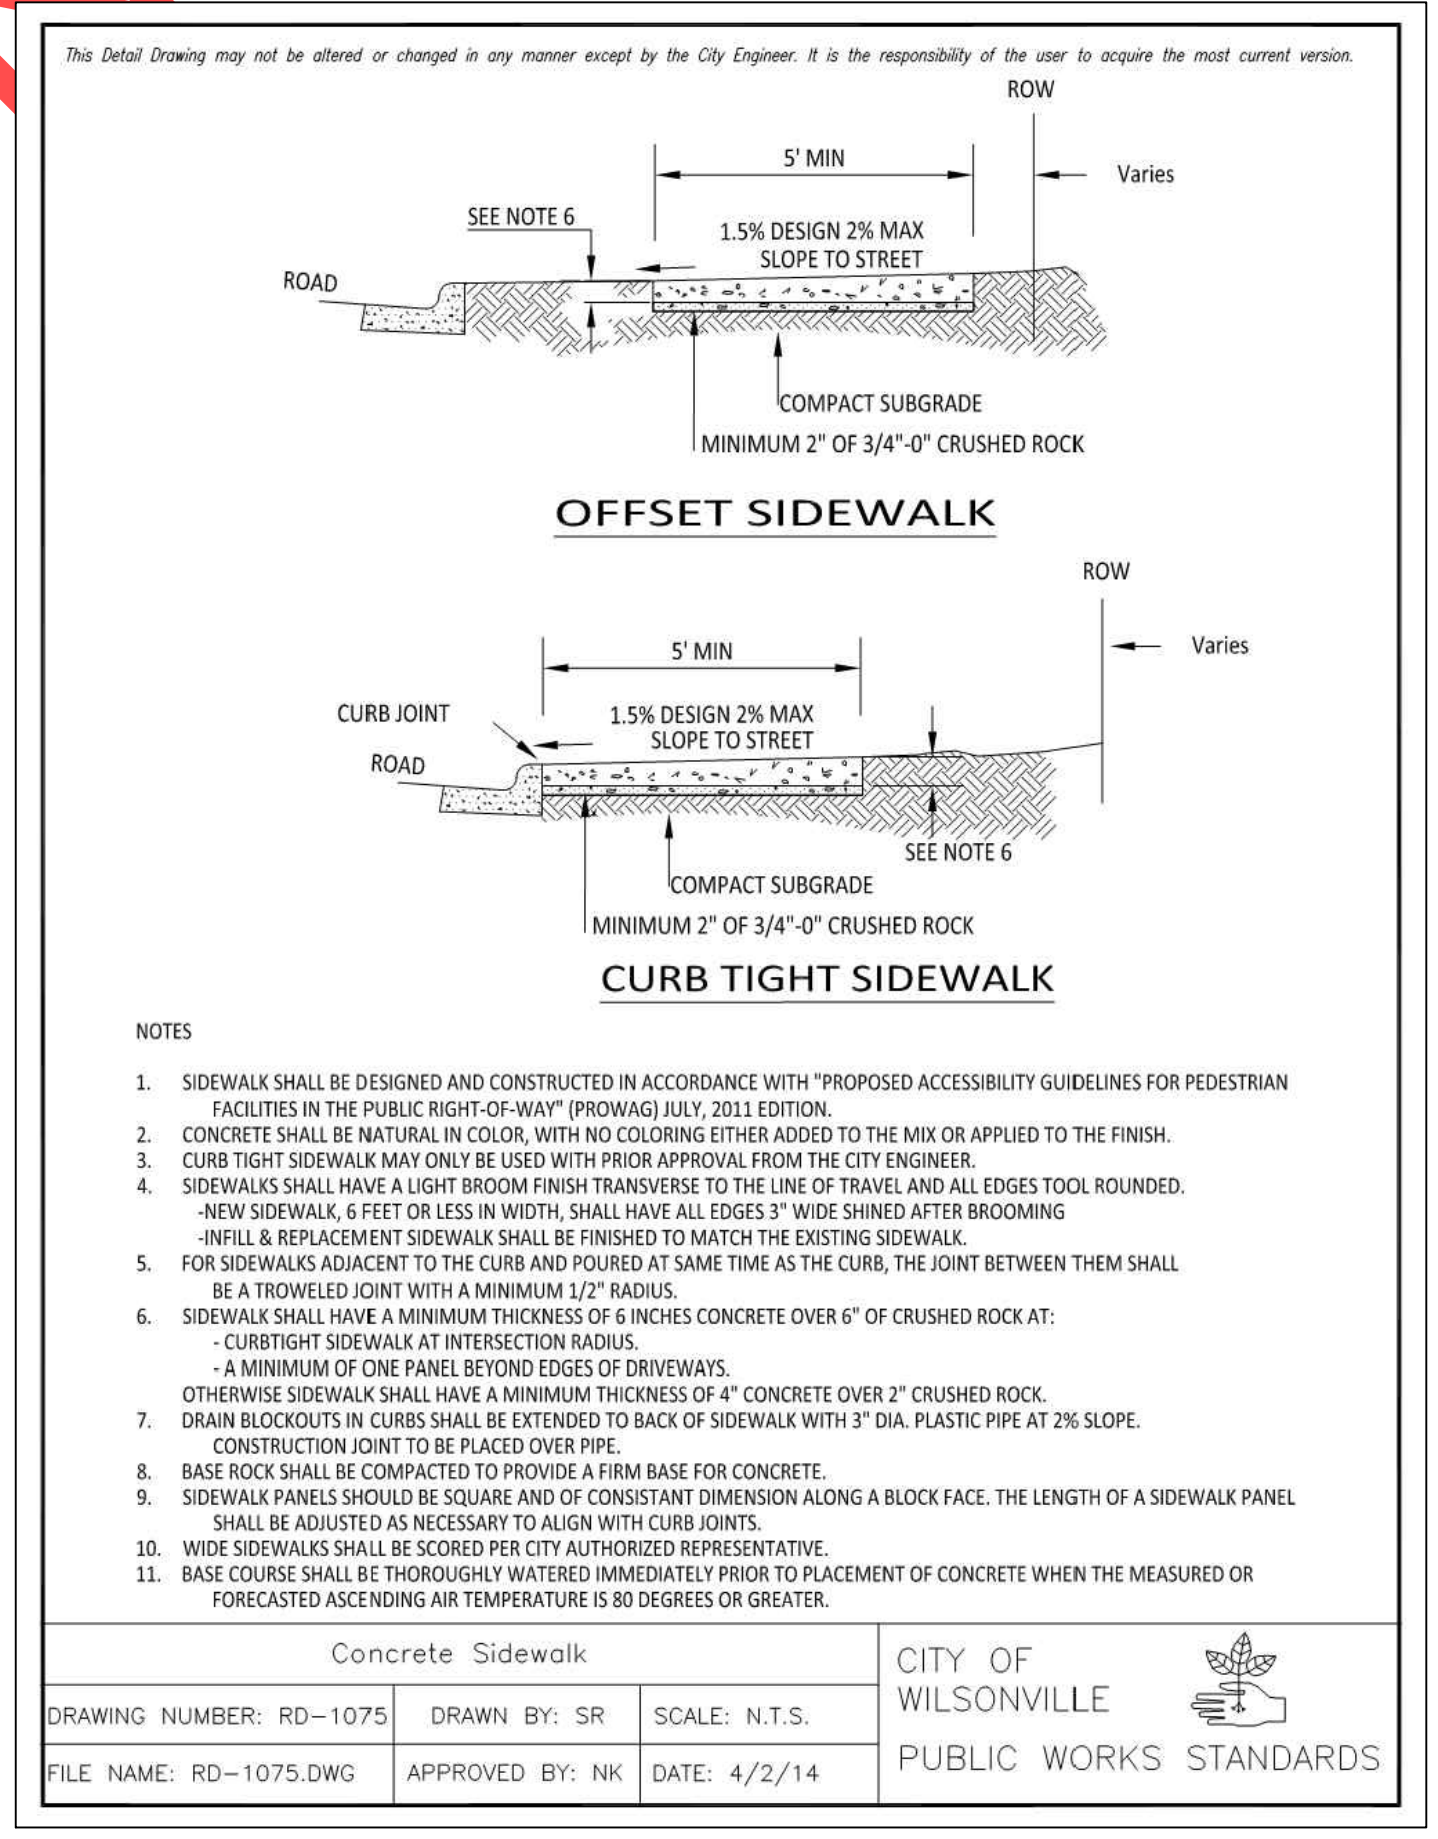 This Detail Drawing may not be altered or changed in any manner except by the City Engineer. It is the responsibility of the user to acquire the most current version.
ROW
5' MIN
Varies
SEE NOTE 6
1.5% DESIGN 2% MAX
SLOPE TO STREET
ROAD
COMPACT SUBGRADE
MINIMUM 2" OF 3/4"-0" CRUSHED ROCK
OFFSET SIDEWALK
ROW
5' MIN
Varies
CURB JOINT
1.5% DESIGN 2% MAX
SLOPE TO STREET
ROAD
SEE NOTE 6
COMPACT SUBGRADE
MINIMUM 2" OF 3/4"-0" CRUSHED ROCK
CURB TIGHT SIDEWALK
NOTES
1. SIDEWALK SHALL BE DESIGNED AND CONSTRUCTED IN ACCORDANCE WITH "PROPOSED ACCESSIBILITY GUIDELINES FOR PEDESTRIAN
FACILITIES IN THE PUBLIC RIGHT-OF-WAY" (PROWAG) JULY, 2011 EDITION.
2. CONCRETE SHALL BE NATURAL IN COLOR, WITH NO COLORING EITHER ADDED TO THE MIX OR APPLIED TO THE FINISH.
3. CURB TIGHT SIDEWALK MAY ONLY BE USED WITH PRIOR APPROVAL FROM THE CITY ENGINEER.
4. SIDEWALKS SHALL HAVE A LIGHT BROOM FINISH TRANSVERSE TO THE LINE OF TRAVEL AND ALL EDGES TOOL ROUNDED.
-NEW SIDEWALK, 6 FEET OR LESS IN WIDTH, SHALL HAVE ALL EDGES 3" WIDE SHINED AFTER BROOMING
-INFILL & REPLACEMENT SIDEWALK SHALL BE FINISHED TO MATCH THE EXISTING SIDEWALK.
5. FOR SIDEWALKS ADJACENT TO THE CURB AND POURED AT SAME TIME AS THE CURB, THE JOINT BETWEEN THEM SHALL
BE A TROWELED JOINT WITH A MINIMUM 1/2" RADIUS.
6. SIDEWALK SHALL HAVE A MINIMUM THICKNESS OF 6 INCHES CONCRETE OVER 6" OF CRUSHED ROCK AT:
- CURBTIGHT SIDEWALK AT INTERSECTION RADIUS.
- A MINIMUM OF ONE PANEL BEYOND EDGES OF DRIVEWAYS.
OTHERWISE SIDEWALK SHALL HAVE A MINIMUM THICKNESS OF 4" CONCRETE OVER 2" CRUSHED ROCK.
7. DRAIN BLOCKOUTS IN CURBS SHALL BE EXTENDED TO BACK OF SIDEWALK WITH 3" DIA. PLASTIC PIPE AT 2% SLOPE.
CONSTRUCTION JOINT TO BE PLACED OVER PIPE.
8. BASE ROCK SHALL BE COMPACTED TO PROVIDE A FIRM BASE FOR CONCRETE.
9. SIDEWALK PANELS SHOULD BE SQUARE AND OF CONSISTANT DIMENSION ALONG A BLOCK FACE. THE LENGTH OF A SIDEWALK PANEL
SHALL BE ADJUSTED AS NECESSARY TO ALIGN WITH CURB JOINTS.
10. WIDE SIDEWALKS SHALL BE SCORED PER CITY AUTHORIZED REPRESENTATIVE.
11. BASE COURSE SHALL BE THOROUGHLY WATERED IMMEDIATELY PRIOR TO PLACEMENT OF CONCRETE WHEN THE MEASURED OR
FORECASTED ASCENDING AIR TEMPERATURE IS 80 DEGREES OR GREATER.
Concrete Sidewalk
DRAWING NUMBER: RD-1075
DRAWN BY: SR
SCALE: N.T.S.
FILE NAME: RD-1075.DWG
APPROVED BY: NK
DATE: 4/2/14
CITY OF
WILSONVILLE
PUBLIC WORKS STANDARDS